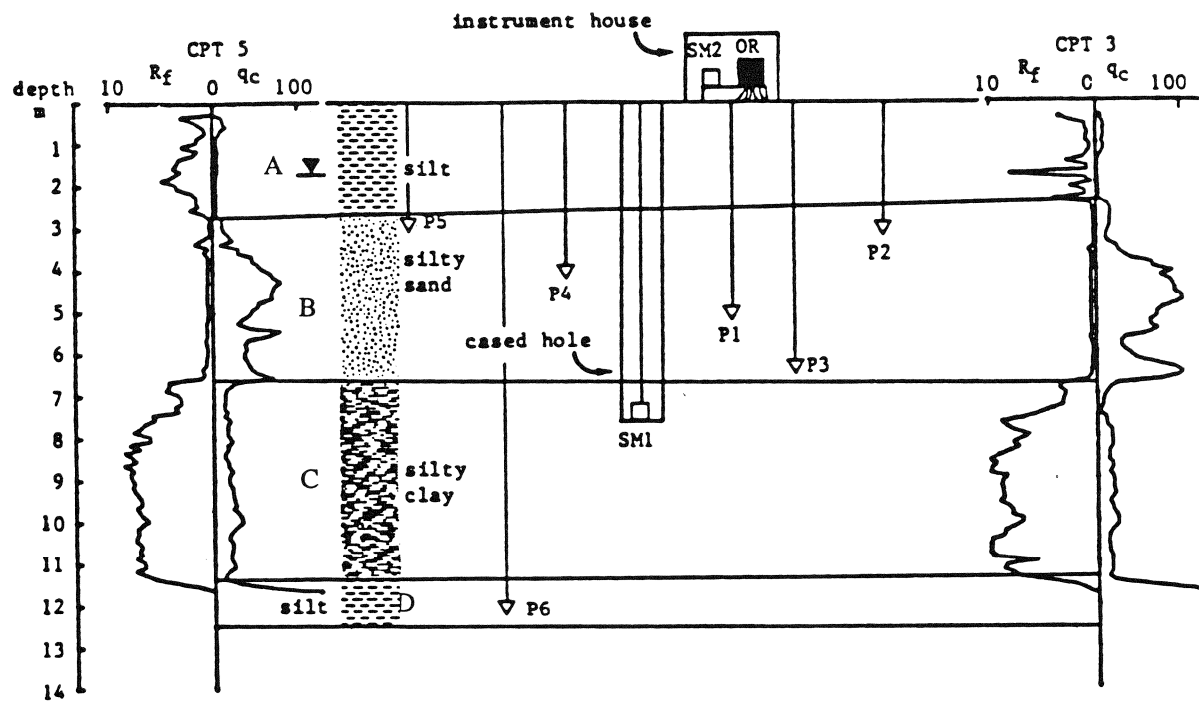 instrument house
CPT 5
SM2 OR
CPT 3
depth
m
10 Rf 0 qc 100
10 Rf 0 qc 100
1
A silt
2
3
P5
P2
silty
sand
4
P4
B
5
P1
cased hole
6
P3
7
SM1
8
C silty
clay
9
10
11
silt D P6
12
13
14